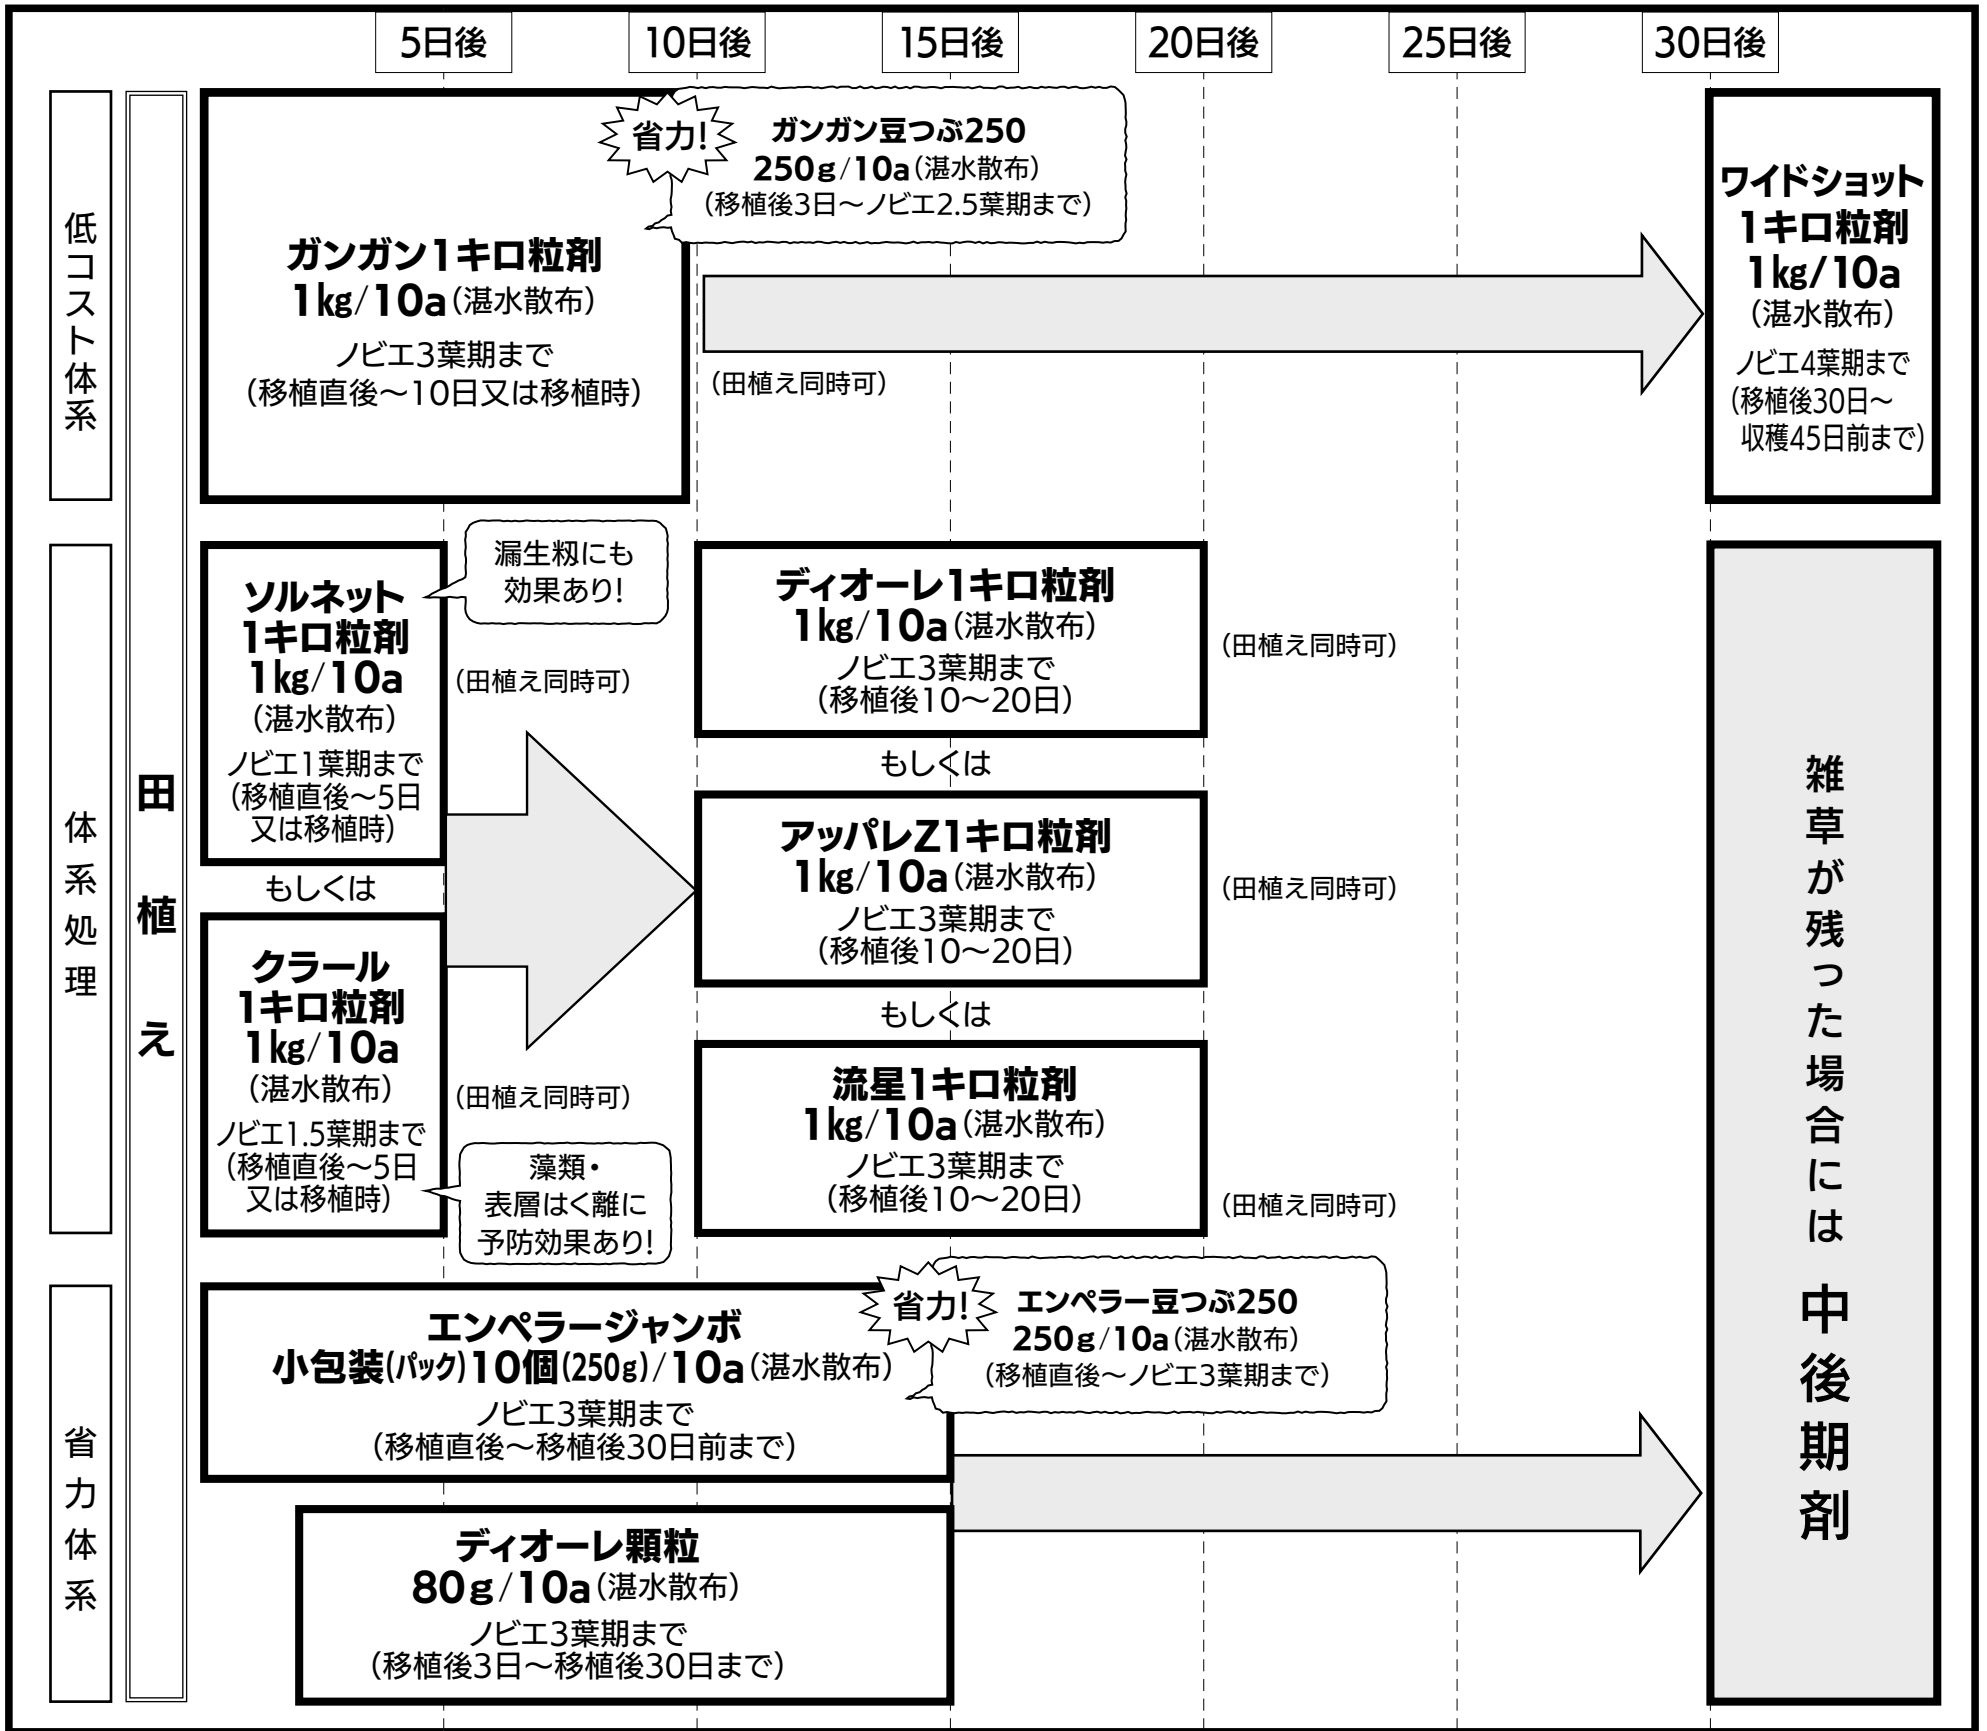 5日後
10日後
15日後
20日後
25日後
30日後
低コスト体系
田植え
ガンガン1キロ粒剤
1kg/10a（湛水散布）
ノビエ3葉期まで
（移植直後～10日又は移植時）
省力!
ガンガン豆つぶ250
250g/10a（湛水散布）
（移植後3日～ノビエ2.5葉期まで）
（田植え同時可）
ワイドショット
1キロ粒剤
1kg/10a
（湛水散布）
ノビエ4葉期まで
（移植後30日～
収穫45日前まで）
体系処理
ソルネット
1キロ粒剤
1kg/10a
（湛水散布）
ノビエ1葉期まで
（移植直後～5日
又は移植時）
漏生籾にも
効果あり!
（田植え同時可）
もしくは
クラール
1キロ粒剤
1kg/10a
（湛水散布）
ノビエ1.5葉期まで
（移植直後～5日
又は移植時）
（田植え同時可）
藻類・
表層はく離に
予防効果あり!
ディオーレ1キロ粒剤
1kg/10a（湛水散布）
ノビエ3葉期まで
（移植後10～20日）
（田植え同時可）
もしくは
アッパレZ1キロ粒剤
1kg/10a（湛水散布）
ノビエ3葉期まで
（移植後10～20日）
（田植え同時可）
もしくは
流星1キロ粒剤
1kg/10a（湛水散布）
ノビエ3葉期まで
（移植後10～20日）
（田植え同時可）
雑草が残った場合には 中後期剤
省力体系
エンペラージャンボ
小包装(パック)10個(250g)/10a（湛水散布）
ノビエ3葉期まで
（移植直後～移植後30日前まで）
省力!
エンペラー豆つぶ250
250g/10a（湛水散布）
（移植直後～ノビエ3葉期まで）
ディオーレ顆粒
80g/10a（湛水散布）
ノビエ3葉期まで
（移植後3日～移植後30日まで）